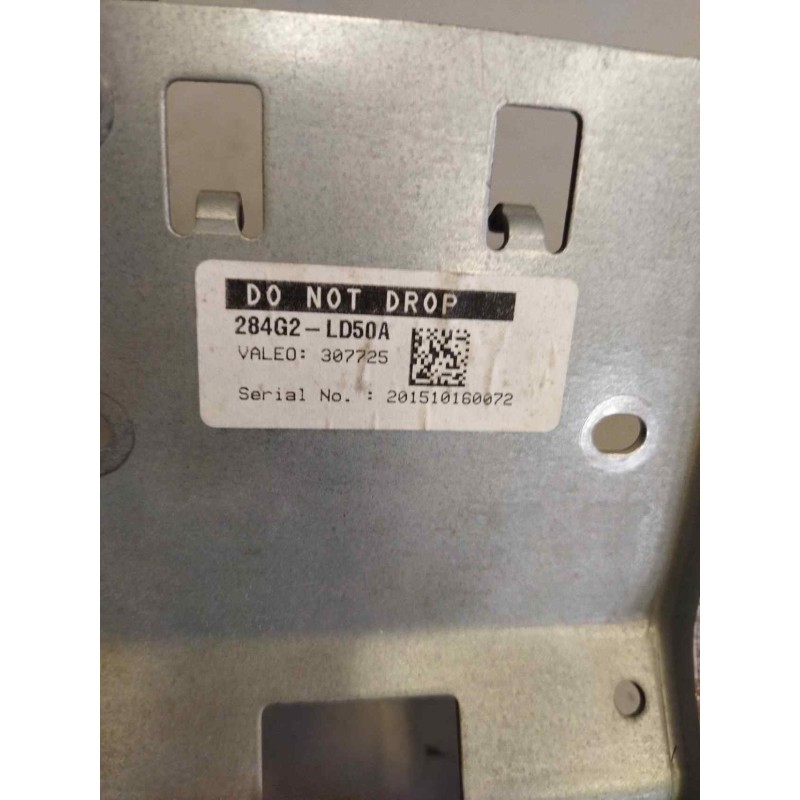 DO NOT DROP
284G2-LD50A
VALEO: 307725
Serial No. : 201510160072